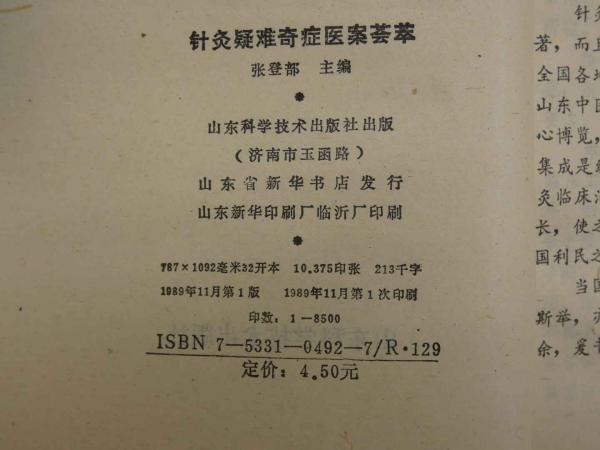 针灸疑难奇症医案荟萃
张登部 主编
山东科学技术出版社出版
(济南市玉函路)
山东省新华书店发行
山东新华印刷厂临沂厂印刷
787×1092毫米32开本 10.375印张 213千字
1989年11月第1版 1989年11月第1次印刷
印数：1—8500
ISBN 7—5331—0492—7/R·129
定价：4.50元
针
著，而且
全国各地
山东中医
心博览，
集成是
灸临床
长，使之
国利民之
当
斯举，
余，爰